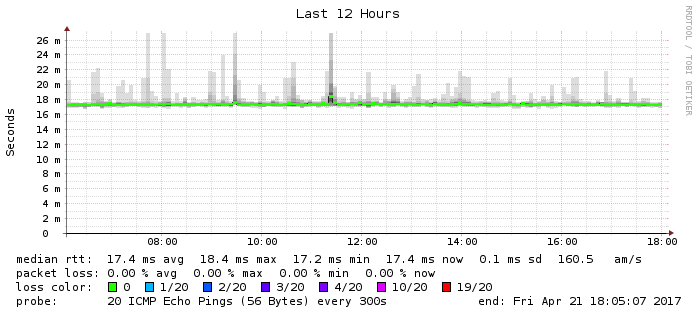 Last 12 Hours
RRDTOOL / TOBI OETIKER
Seconds
26 m
24 m
22 m
20 m
18 m
16 m
14 m
12 m
10 m
8 m
6 m
4 m
2 m
0
08:00 10:00 12:00 14:00 16:00 18:00
median rtt: 17.4 ms avg 18.4 ms max 17.2 ms min 17.4 ms now 0.1 ms sd 160.5 am/s
packet loss: 0.00 % avg 0.00 % max 0.00 % min 0.00 % now
loss color: 0 1/20 2/20 3/20 4/20 10/20 19/20
probe: 20 ICMP Echo Pings (56 Bytes) every 300s end: Fri Apr 21 18:05:07 2017